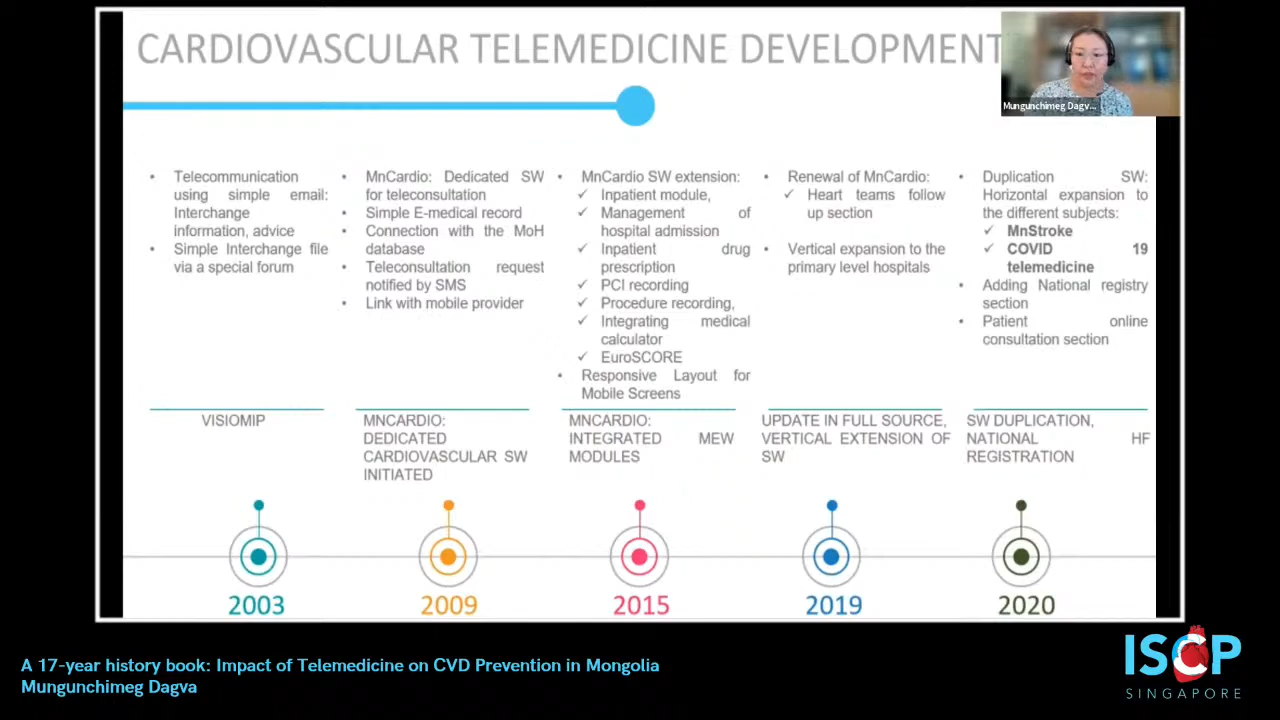 CARDIOVASCULAR TELEMEDICINE DEVELOPMENT
Mungunchimeg Dagv...
• Telecommunication
using simple email:
Interchange
information, advice
• Simple Interchange file
via a special forum
• MnCardio: Dedicated SW
for teleconsultation
• Simple E-medical record
• Connection with the MoH
database
• Teleconsultation request
notified by SMS
• Link with mobile provider
• MnCardio SW extension:
✓ Inpatient module,
✓ Management of
hospital admission
✓ Inpatient drug
prescription
✓ PCI recording
✓ Procedure recording,
✓ Integrating medical
calculator
✓ EuroSCORE
• Responsive Layout for
Mobile Screens
• Renewal of MnCardio:
✓ Heart teams follow
up section
• Vertical expansion to the
primary level hospitals
• Duplication SW:
Horizontal expansion to
the different subjects:
✓ MnStroke
✓ COVID 19
telemedicine
• Adding National registry
section
• Patient online
consultation section
VISIOMIP
MNCARDIO:
DEDICATED
CARDIOVASCULAR SW
INITIATED
MNCARDIO:
INTEGRATED MEW
MODULES
UPDATE IN FULL SOURCE,
VERTICAL EXTENSION OF
SW
SW DUPLICATION,
NATIONAL HF
REGISTRATION
2003
2009
2015
2019
2020
A 17-year history book: Impact of Telemedicine on CVD Prevention in Mongolia
Mungunchimeg Dagva
ISCP
SINGAPORE